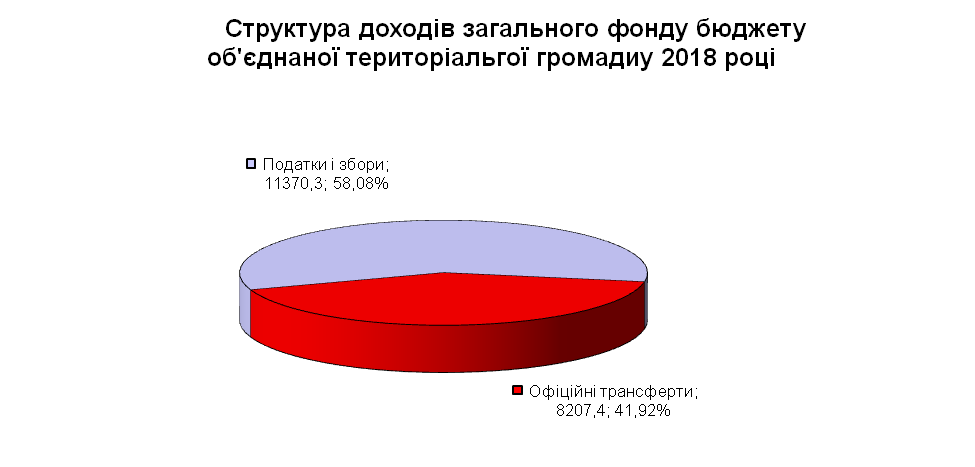 Структура доходів загального фонду бюджету
об'єднаної територіальгої громадиу 2018 році
Податки і збори;
11370,3; 58,08%
Офіційні трансферти;
8207,4; 41,92%